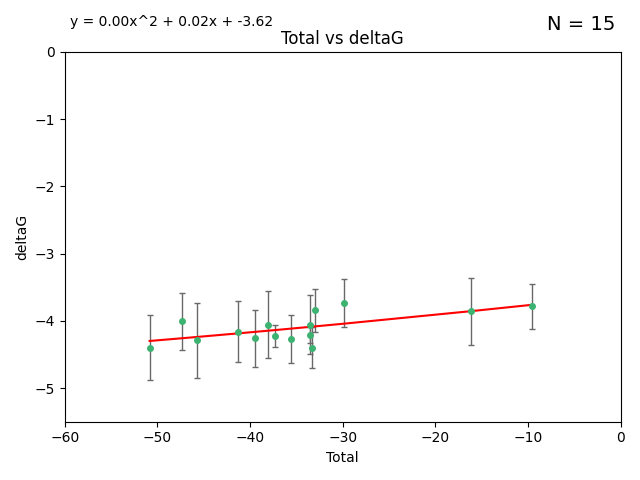 y = 0.00x^2 + 0.02x + -3.62
N = 15
Total vs deltaG
0
−1
−2
−3
−4
−5
deltaG
−60
−50
−40
−30
−20
−10
0
Total